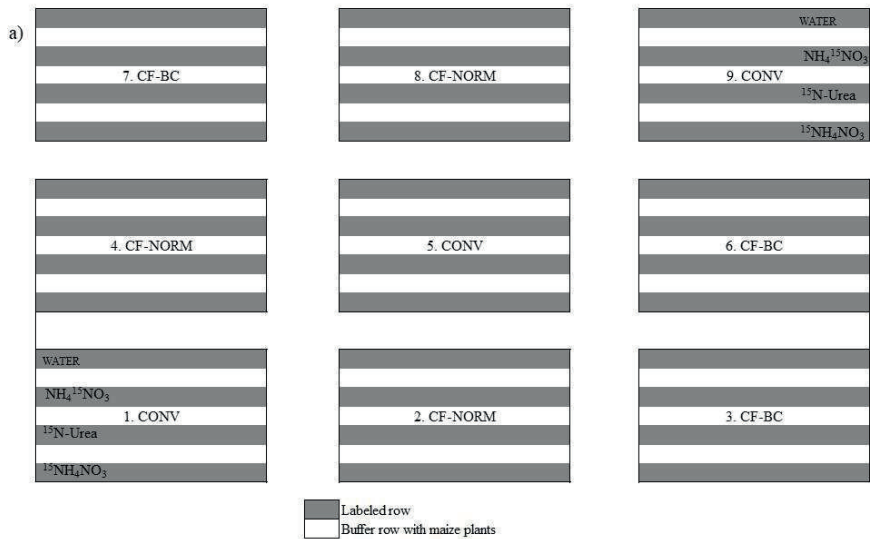 a)
WATER
NH₄¹⁵NO₃
7. CF-BC
8. CF-NORM
9. CONV
¹⁵N-Urea
¹⁵NH₄NO₃
4. CF-NORM
5. CONV
6. CF-BC
WATER
NH₄¹⁵NO₃
1. CONV
2. CF-NORM
3. CF-BC
¹⁵N-Urea
¹⁵NH₄NO₃
Labeled row
Buffer row with maize plants